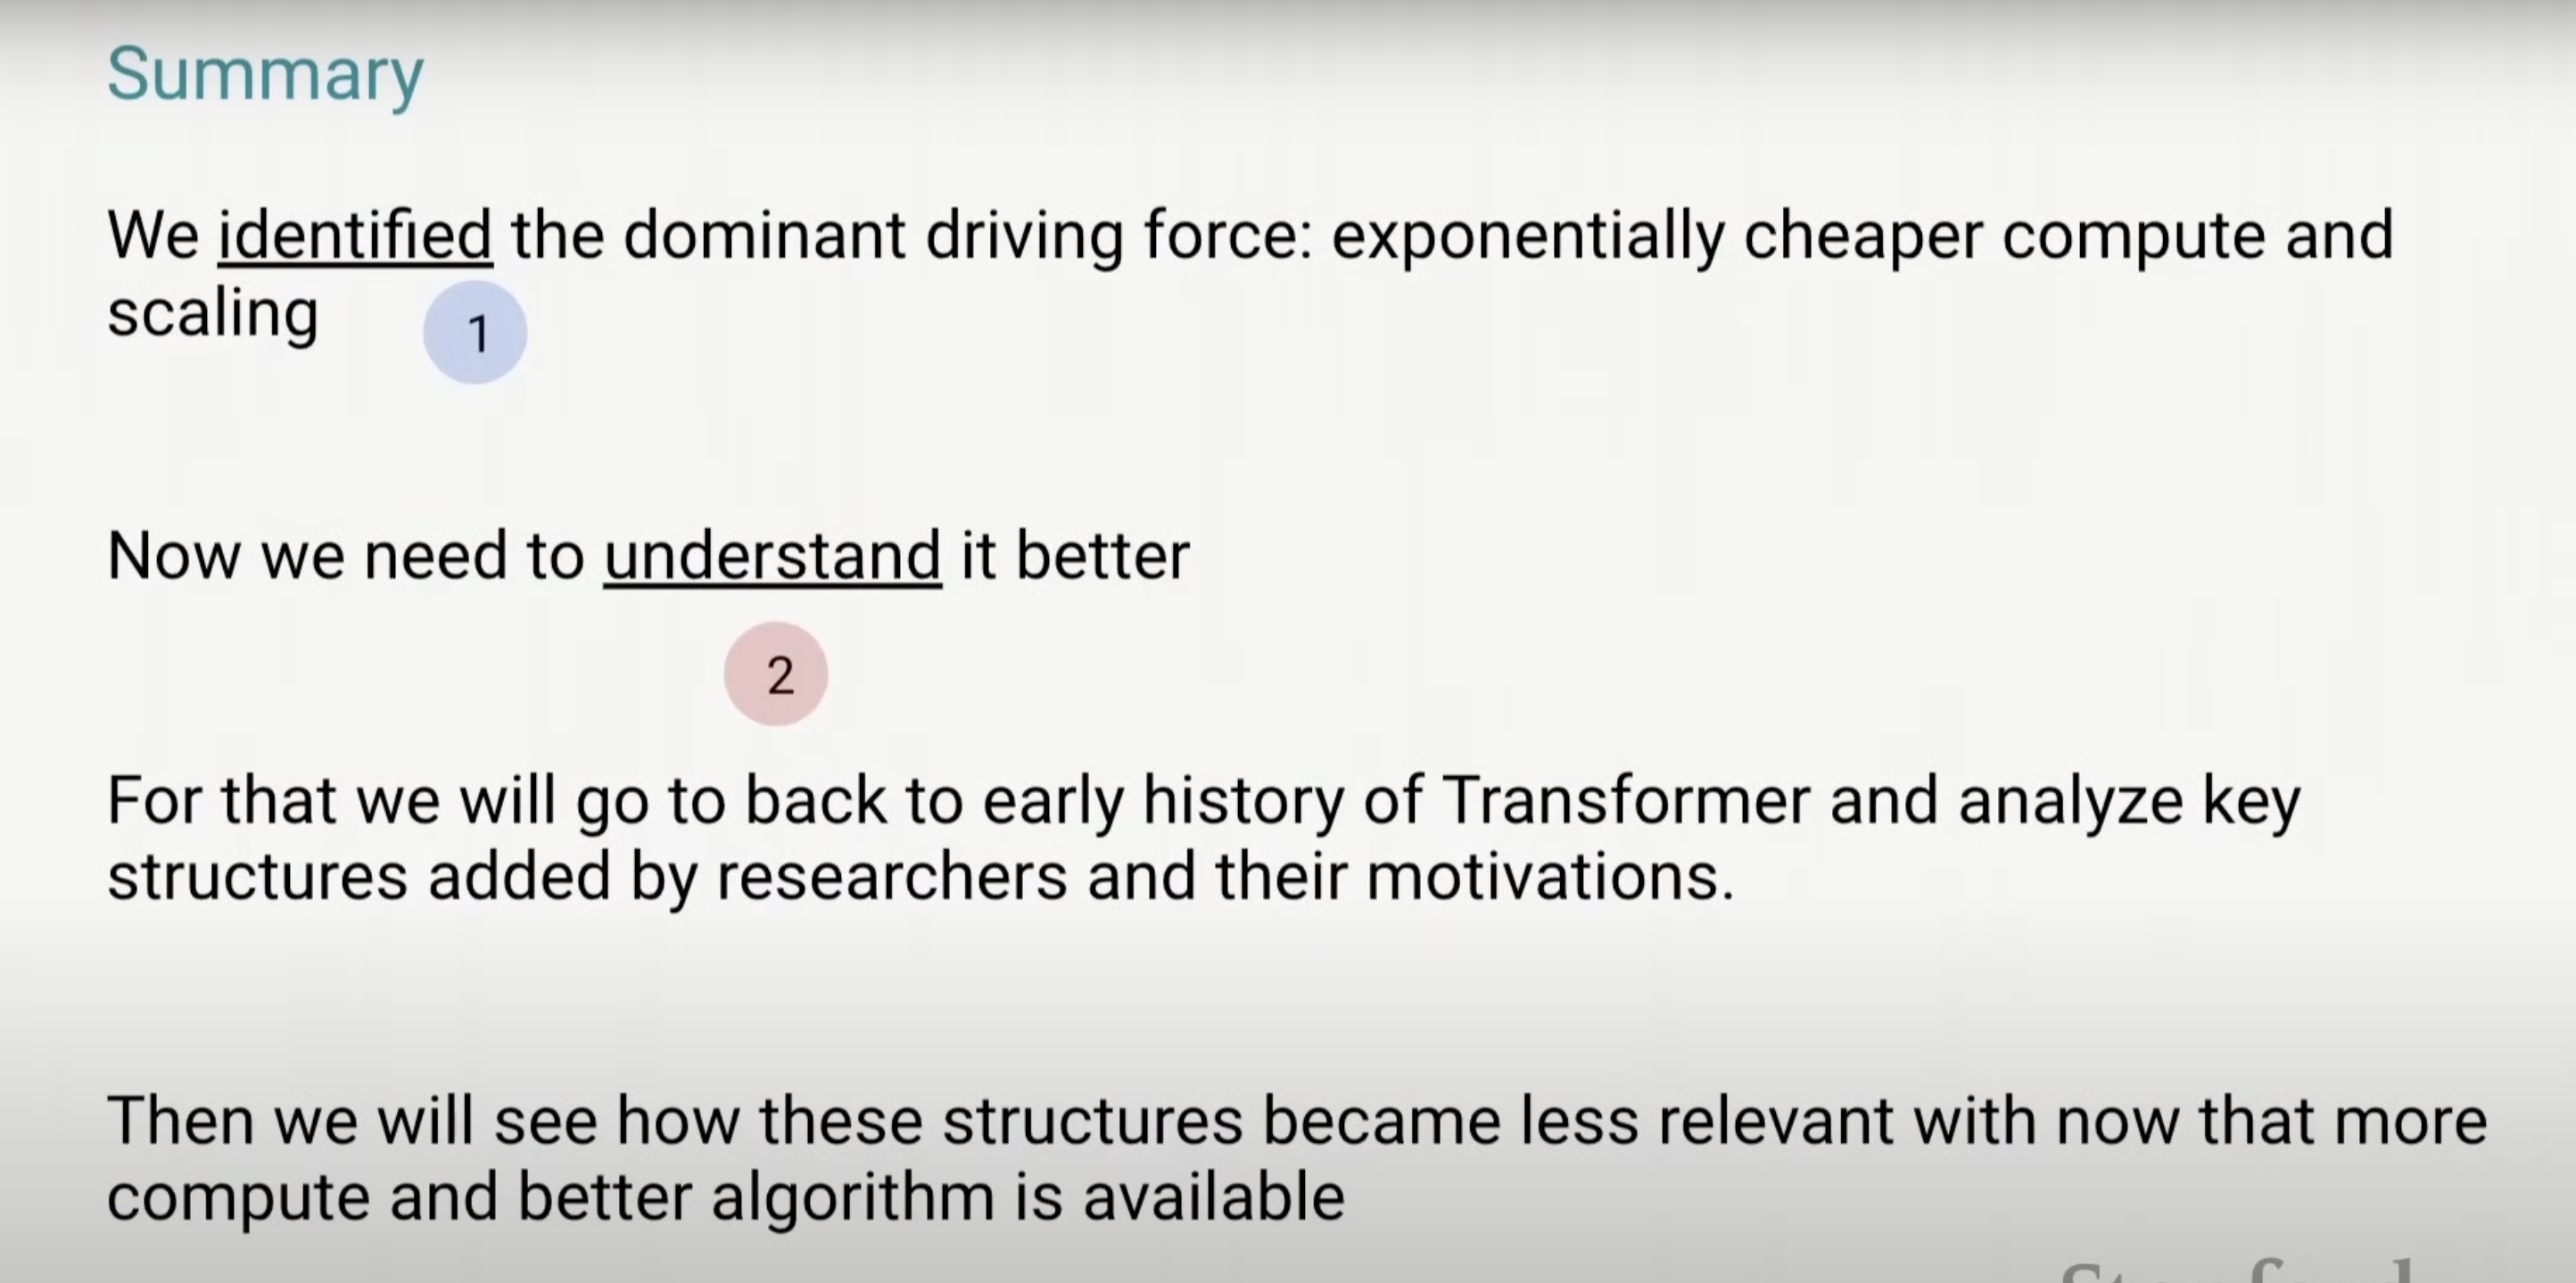 Summary
We identified the dominant driving force: exponentially cheaper compute and
scaling
1
Now we need to understand it better
2
For that we will go to back to early history of Transformer and analyze key
structures added by researchers and their motivations.
Then we will see how these structures became less relevant with now that more
compute and better algorithm is available